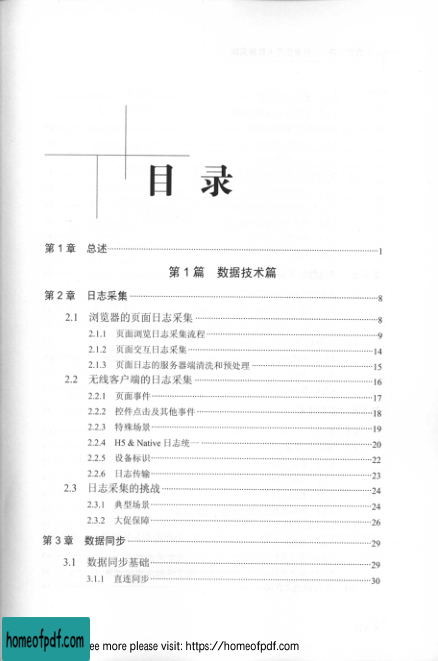 目录
第1章 总述 1
第1篇 数据技术篇
第2章 日志采集 8
2.1 浏览器的页面日志采集 8
2.1.1 页面浏览日志采集流程 9
2.1.2 页面交互日志采集 14
2.1.3 页面日志的服务器端清洗和预处理 15
2.2 无线客户端的日志采集 16
2.2.1 页面事件 17
2.2.2 控件点击及其他事件 18
2.2.3 特殊场景 19
2.2.4 H5 & Native 日志统一 20
2.2.5 设备标识 22
2.2.6 日志传输 23
2.3 日志采集的挑战 24
2.3.1 典型场景 24
2.3.2 大促保障 26
第3章 数据同步 29
3.1 数据同步基础 29
3.1.1 直连同步 30
homeofpdf.com
ee more please visit: https://homeofpdf.com